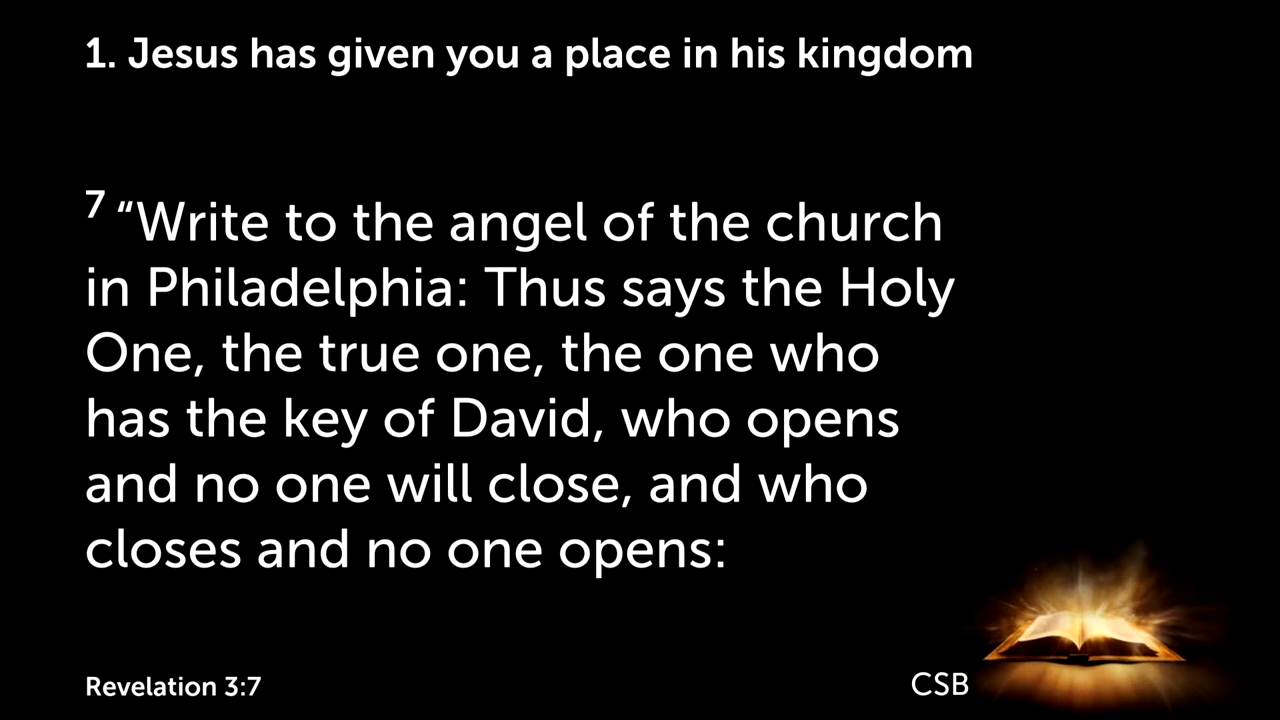 1. Jesus has given you a place in his kingdom
7 “Write to the angel of the church
in Philadelphia: Thus says the Holy
One, the true one, the one who
has the key of David, who opens
and no one will close, and who
closes and no one opens:
Revelation 3:7
CSB